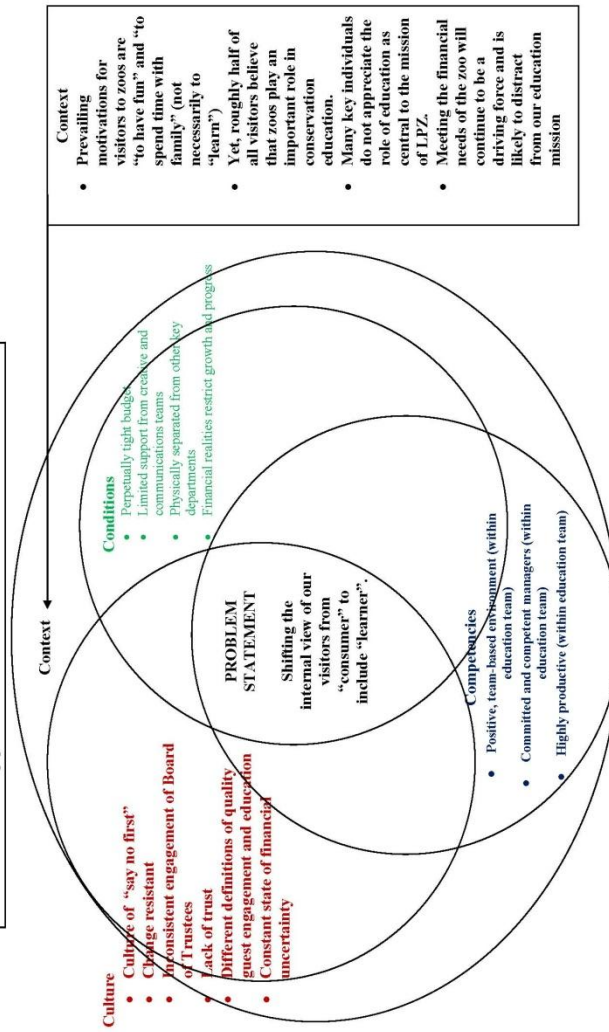 Context
Culture
• Culture of “say no first”
• Change resistant
• Inconsistent engagement of Board
of Trustees
• Lack of trust
• Different definitions of quality
guest engagement and education
• Constant state of financial
uncertainty
Conditions
• Perpetually tight budget
• Limited support from creative and
communications teams
• Physically separated from other key
departments
• Financial realities restrict growth and progress
PROBLEM
STATEMENT
Shifting the
internal view of our
visitors from
“consumer” to
include “learner”.
Competencies
• Positive, team-based environment (within
education team)
• Committed and competent managers (within
education team)
• Highly productive (within education team)
Context
• Prevailing
motivations for
visitors to zoos are
“to have fun” and “to
spend time with
family” (not
necessarily to
“learn”)
• Yet, roughly half of
all visitors believe
that zoos play an
important role in
conservation
education.
• Many key individuals
do not appreciate the
role of education as
central to the mission
of LPZ.
• Meeting the financial
needs of the zoo will
continue to be a
driving force and is
likely to distract
from our education
mission